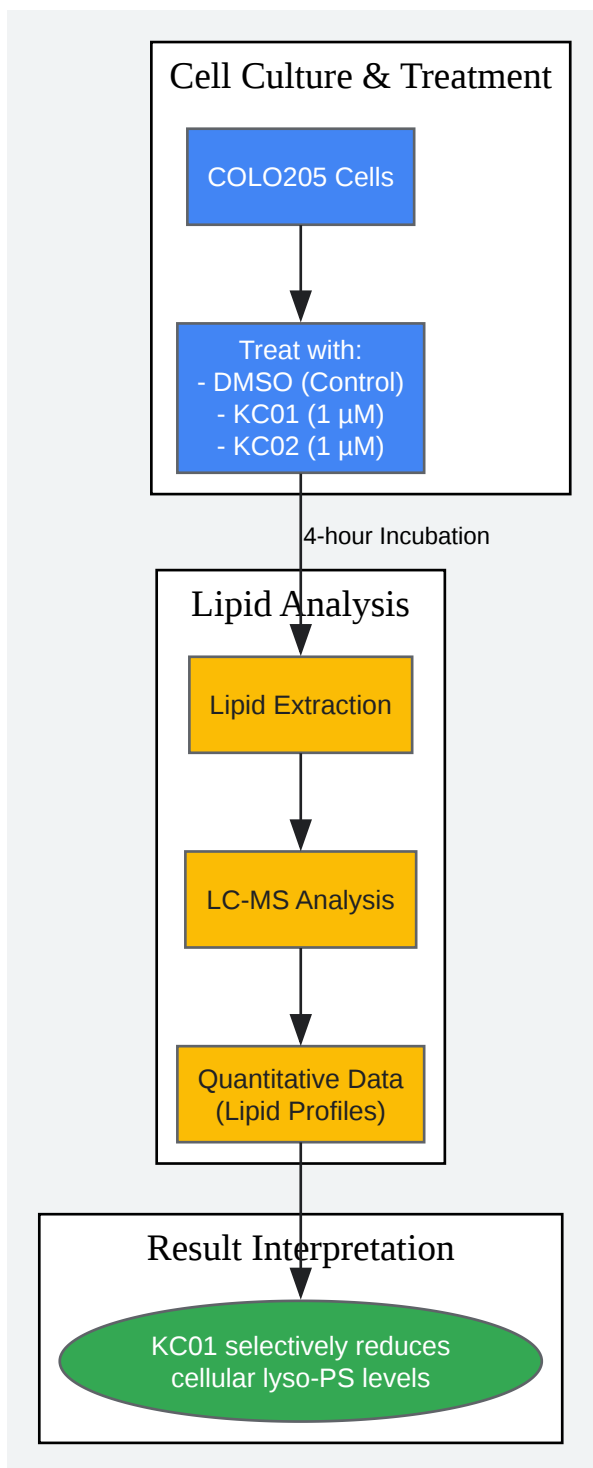 Cell Culture & Treatment
COLO205 Cells
Treat with:
- DMSO (Control)
- KC01 (1 µM)
- KC02 (1 µM)
4-hour Incubation
Lipid Analysis
Lipid Extraction
LC-MS Analysis
Quantitative Data
(Lipid Profiles)
Result Interpretation
KC01 selectively reduces
cellular lyso-PS levels